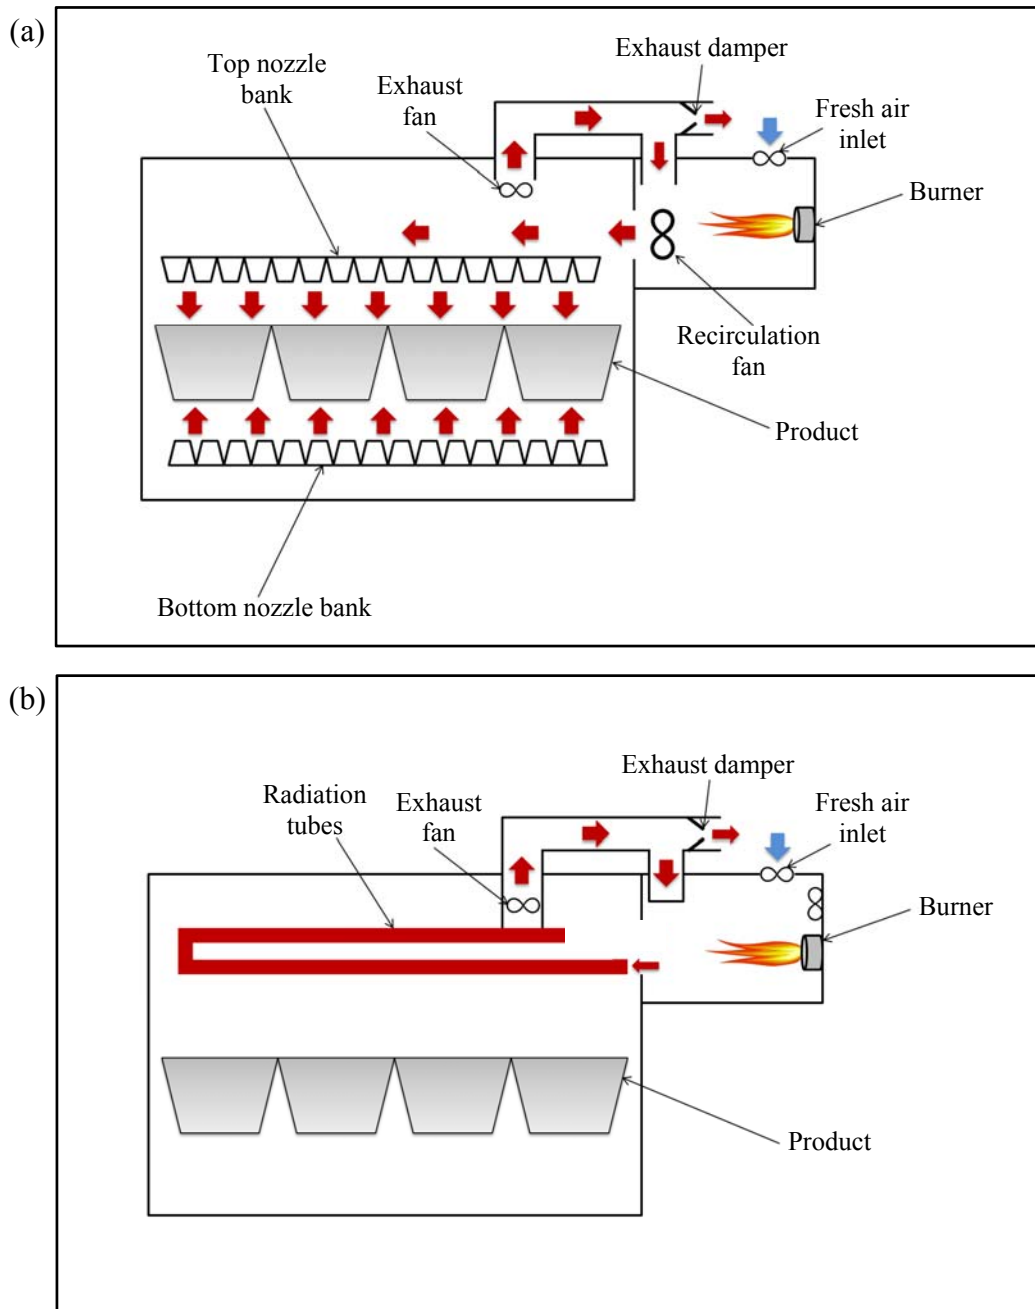 (a)
Top nozzle
bank
Exhaust
fan
Exhaust damper
Fresh air
inlet
Burner
Recirculation
fan
Product
Bottom nozzle bank
(b)
Radiation
tubes
Exhaust
fan
Exhaust damper
Fresh air
inlet
Burner
Product